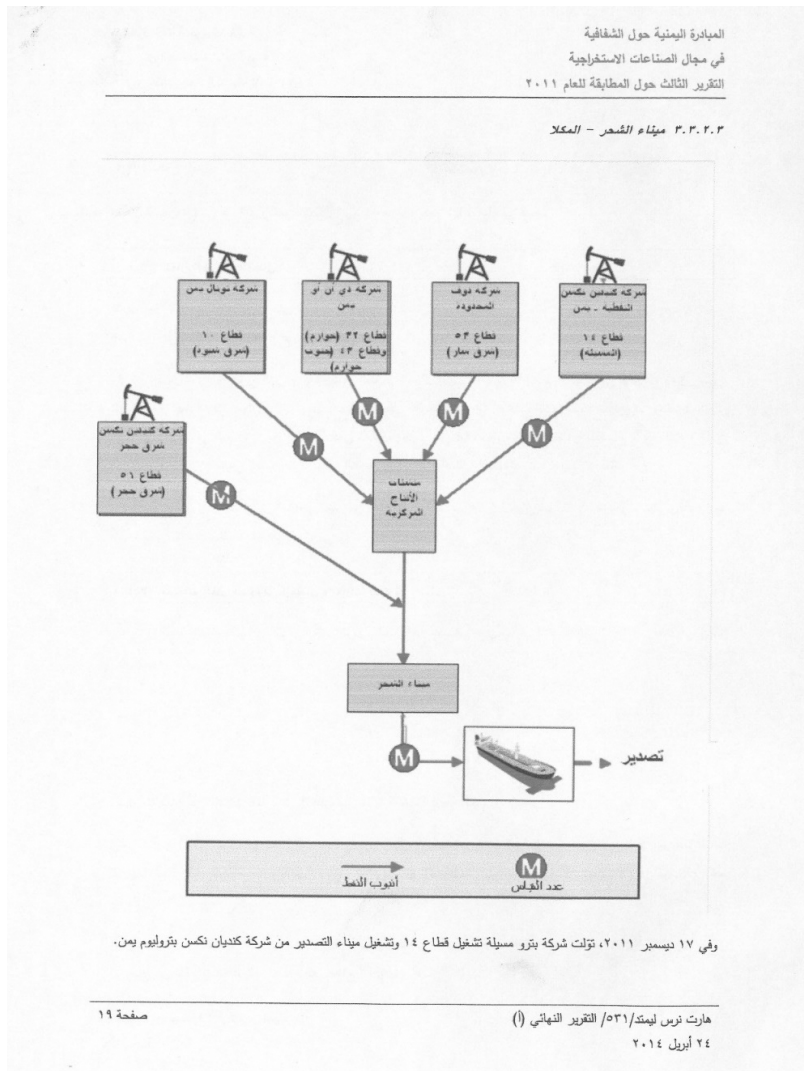 المبادرة اليمنية حول الشفافية
في مجال الصناعات الاستخراجية
التقرير الثالث حول المطابقة للعام ٢٠١١
٣.٣.٢.٣ ميناء الشحر - المكلا
شركة توتال يمن
قطاع ١٠
(شرق شبوة)
شركة دي ان او
يمن
قطاع ٣٢ (حواريم)
وقطاع ٤٣ (جنوب
حواريم)
شركة دوف
المحدودة
قطاع ٥٣
(شرق سار)
شركة كنديان نكسن
النفطية - يمن
قطاع ١٤
(المسيلة)
شركة كنديان نكسن
شرق حجر
قطاع ٥١
(شرق حجر)
M
M
M
M
M
الأنتاج
المركزية
ميناء الشحر
M
تصدير
M
أنبوب النفط
عدد القياس
وفي ١٧ ديسمبر ٢٠١١، تولت شركة بترو مسيلة تشغيل قطاع ١٤ وتشغيل ميناء التصدير من شركة كنديان نكسن بتروليوم يمن.
هارت نرس ليمتد/٥٣١/ التقرير النهائي (أ)
صفحة ١٩
٢٤ أبريل ٢٠١٤